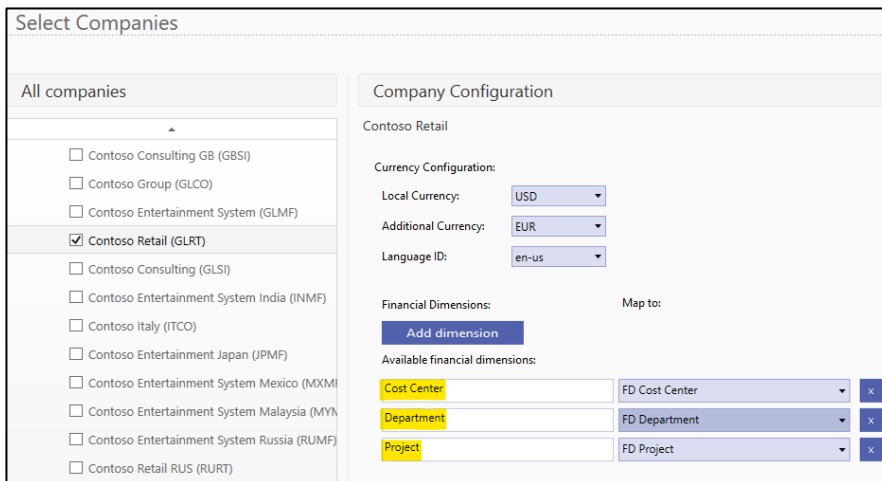 Select Companies
All companies
Contoso Consulting GB (GBSI)
Contoso Group (GLCO)
Contoso Entertainment System (GLMF)
Contoso Retail (GLRT)
Contoso Consulting (GLSI)
Contoso Entertainment System India (INMF)
Contoso Italy (ITCO)
Contoso Entertainment Japan (JPMF)
Contoso Entertainment System Mexico (MXMF
Contoso Entertainment System Malaysia (MYM
Contoso Entertainment System Russia (RUMF)
Contoso Retail RUS (RURT)
Company Configuration
Contoso Retail
Currency Configuration:
Local Currency: USD
Additional Currency: EUR
Language ID: en-us
Financial Dimensions: Map to:
Add dimension
Available financial dimensions:
Cost Center FD Cost Center x
Department FD Department x
Project FD Project x